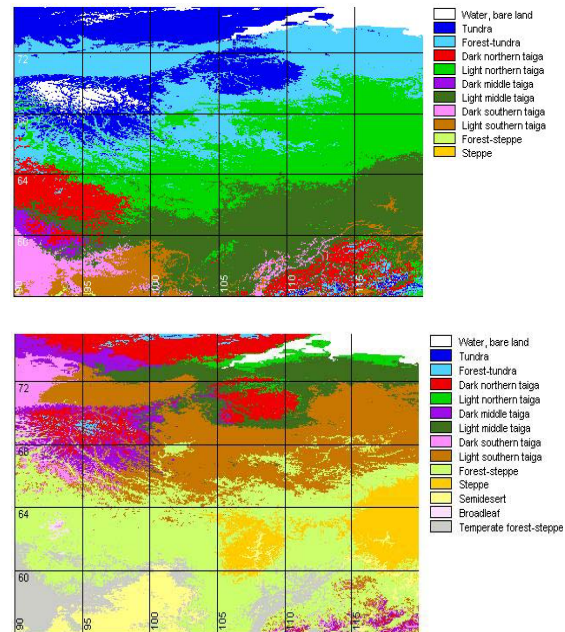 Water, bare land
Tundra
Forest-tundra
Dark northern taiga
Light northern taiga
Dark middle taiga
Light middle taiga
Dark southern taiga
Light southern taiga
Forest-steppe
Steppe
72
64
60
95
100
105
110
115
Water, bare land
Tundra
Forest-tundra
Dark northern taiga
Light northern taiga
Dark middle taiga
Light middle taiga
Dark southern taiga
Light southern taiga
Forest-steppe
Steppe
Semidesert
Broadleaf
Temperate forest-steppe
72
68
64
60
90
95
100
105
110
115